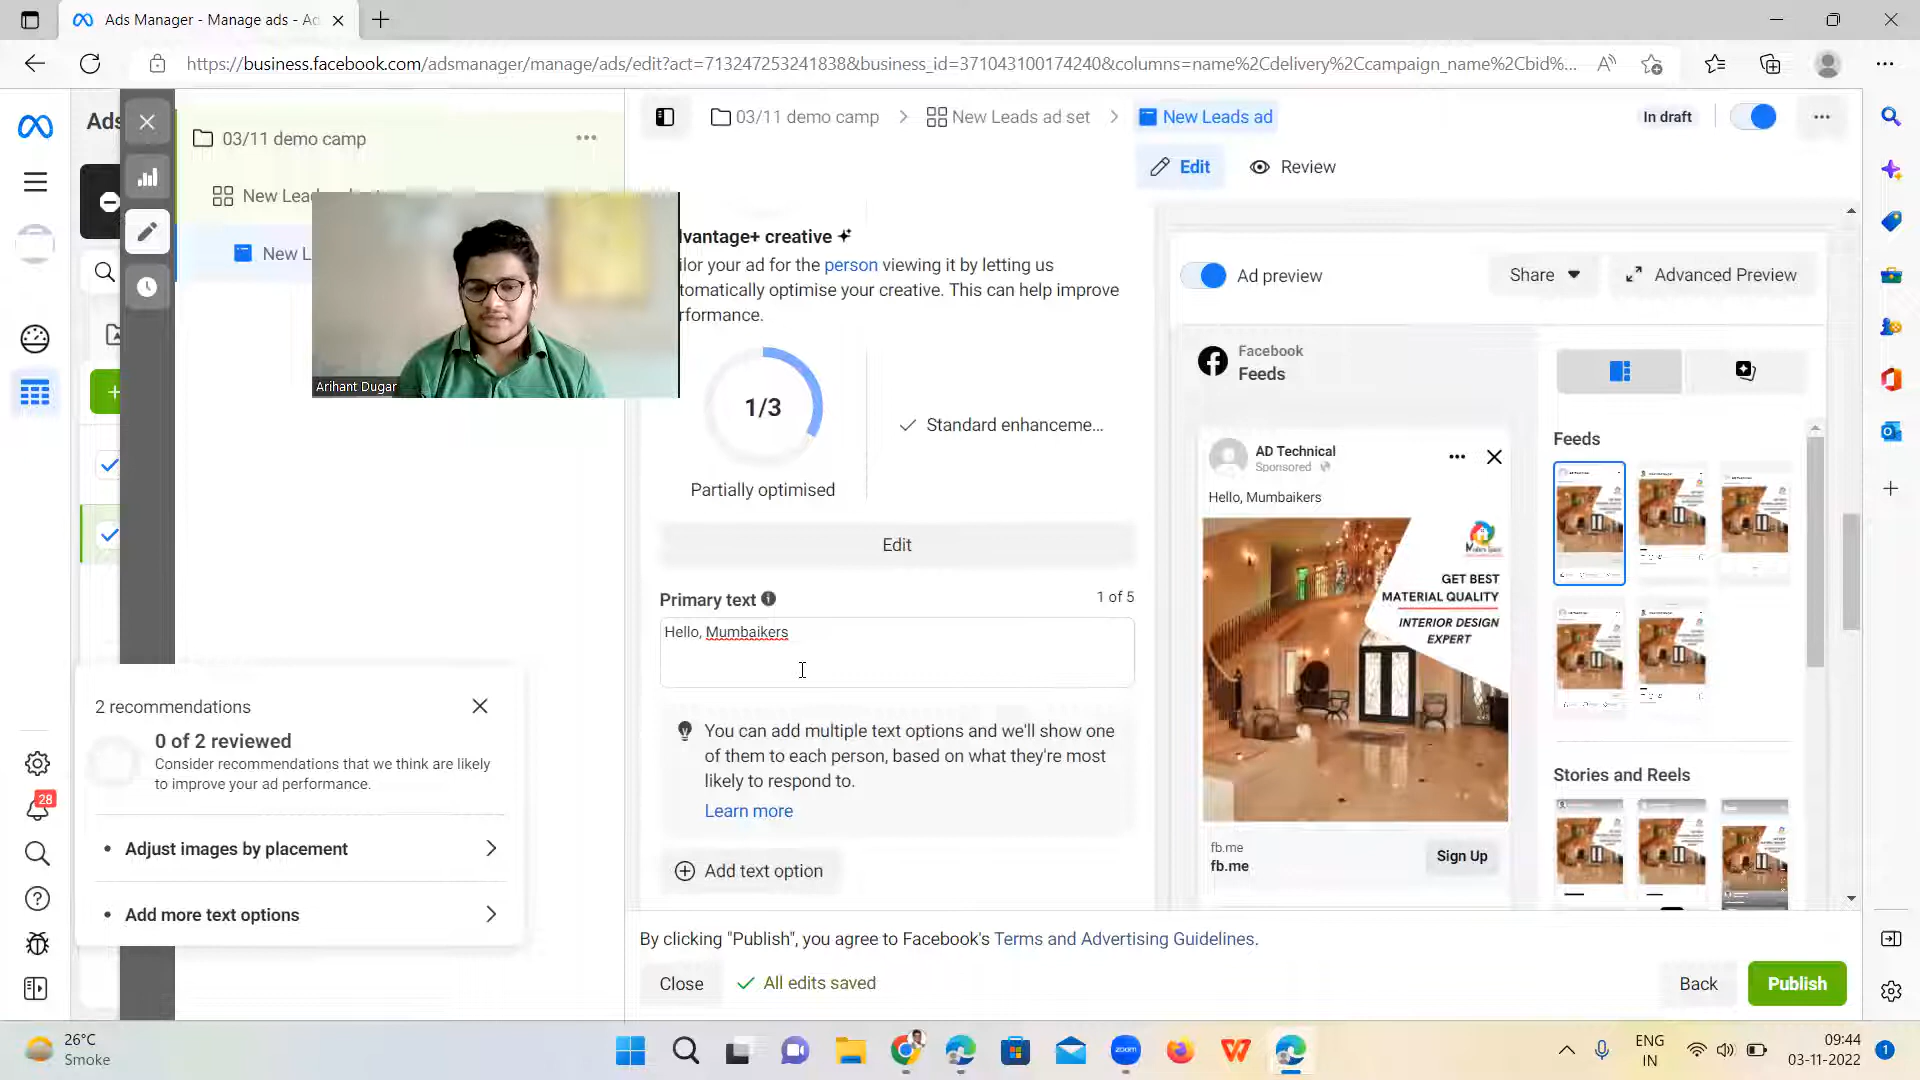 Ads Manager - Manage ads - Ad
https://business.facebook.com/adsmanager/manage/ads/edit?act=713247253241838&business_id=371043100174240&columns=name%2Cdelivery%2Ccampaign_name%2Cbid%...
Ads
03/11 demo camp
New Lea
New L
Arihant Dugar
03/11 demo camp
New Leads ad set
New Leads ad
In draft
Edit
Review
vantage+ creative
ilor your ad for the person viewing it by letting us
tomatically optimise your creative. This can help improve
rformance.
1/3
Partially optimised
Standard enhanceme...
Edit
Primary text
1 of 5
Hello, Mumbaikers
You can add multiple text options and we'll show one
of them to each person, based on what they're most
likely to respond to.
Learn more
Add text option
2 recommendations
0 of 2 reviewed
Consider recommendations that we think are likely
to improve your ad performance.
• Adjust images by placement
• Add more text options
28
Ad preview
Share
Advanced Preview
Facebook
Feeds
AD Technical
Sponsored
Hello, Mumbaikers
GET BEST
MATERIAL QUALITY
INTERIOR DESIGN
EXPERT
fb.me
fb.me
Sign Up
Feeds
Stories and Reels
By clicking "Publish", you agree to Facebook's Terms and Advertising Guidelines.
Close
All edits saved
Back
Publish
26°C
Smoke
zoom
ENG
IN
09:44
03-11-2022
1